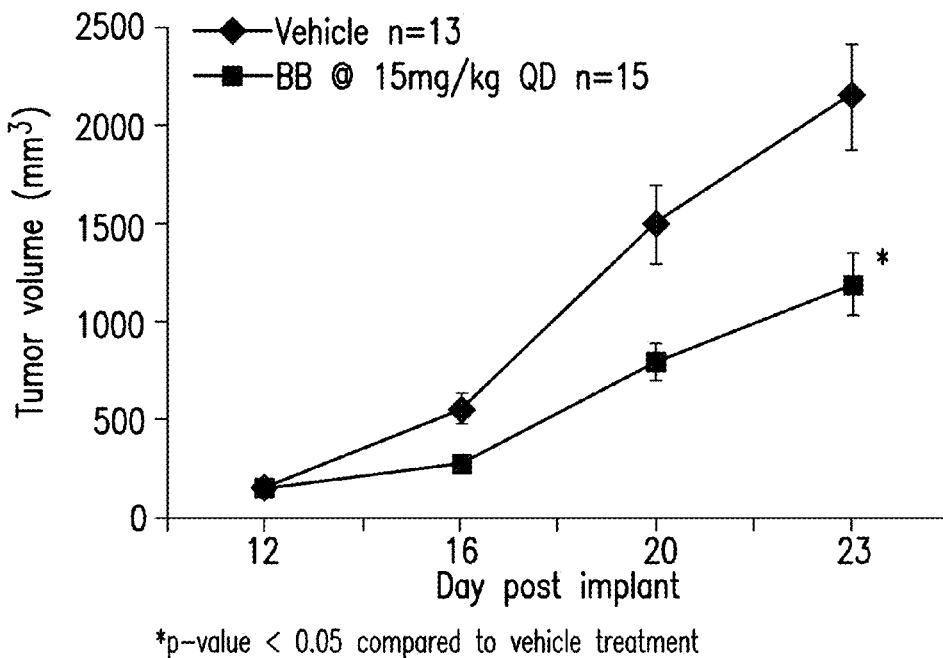 Vehicle n=13
BB @ 15mg/kg QD n=15
Tumor volume (mm³)
2500
2000
1500
1000
500
0
*
12 16 20 23
Day post implant
*p-value < 0.05 compared to vehicle treatment